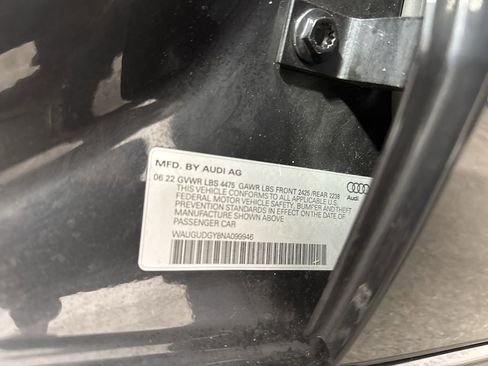 MFD. BY AUDI AG
06 22 GVWR LBS 4475 GAWR LBS FRONT 2425 /REAR 2238
THIS VEHICLE CONFORMS TO ALL APPLICABLE U.S.
FEDERAL MOTOR VEHICLE SAFETY, BUMPER AND THEFT
PREVENTION STANDARDS IN EFFECT ON THE DATE OF
MANUFACTURE SHOWN ABOVE
PASSENGER CAR
WAUGUDGY8NA099946
Audi